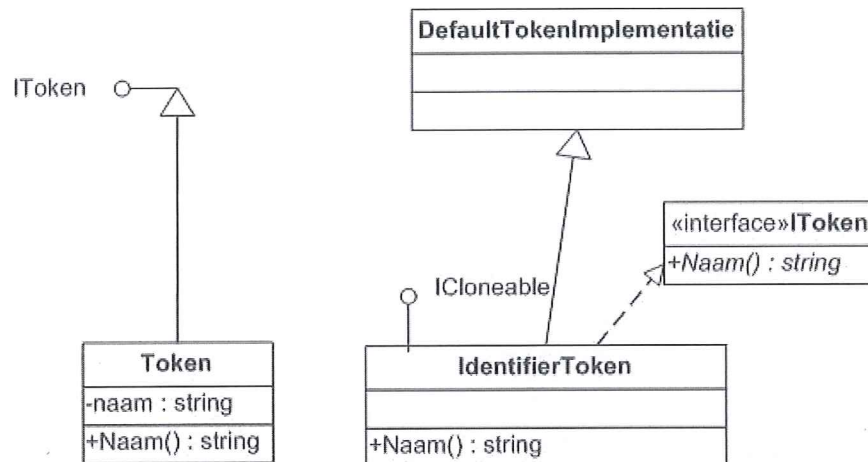 DefaultTokenImplementatie
IToken
«interface»IToken
+Naam() : string
ICloneable
Token
-naam : string
+Naam() : string
IdentifierToken
+Naam() : string